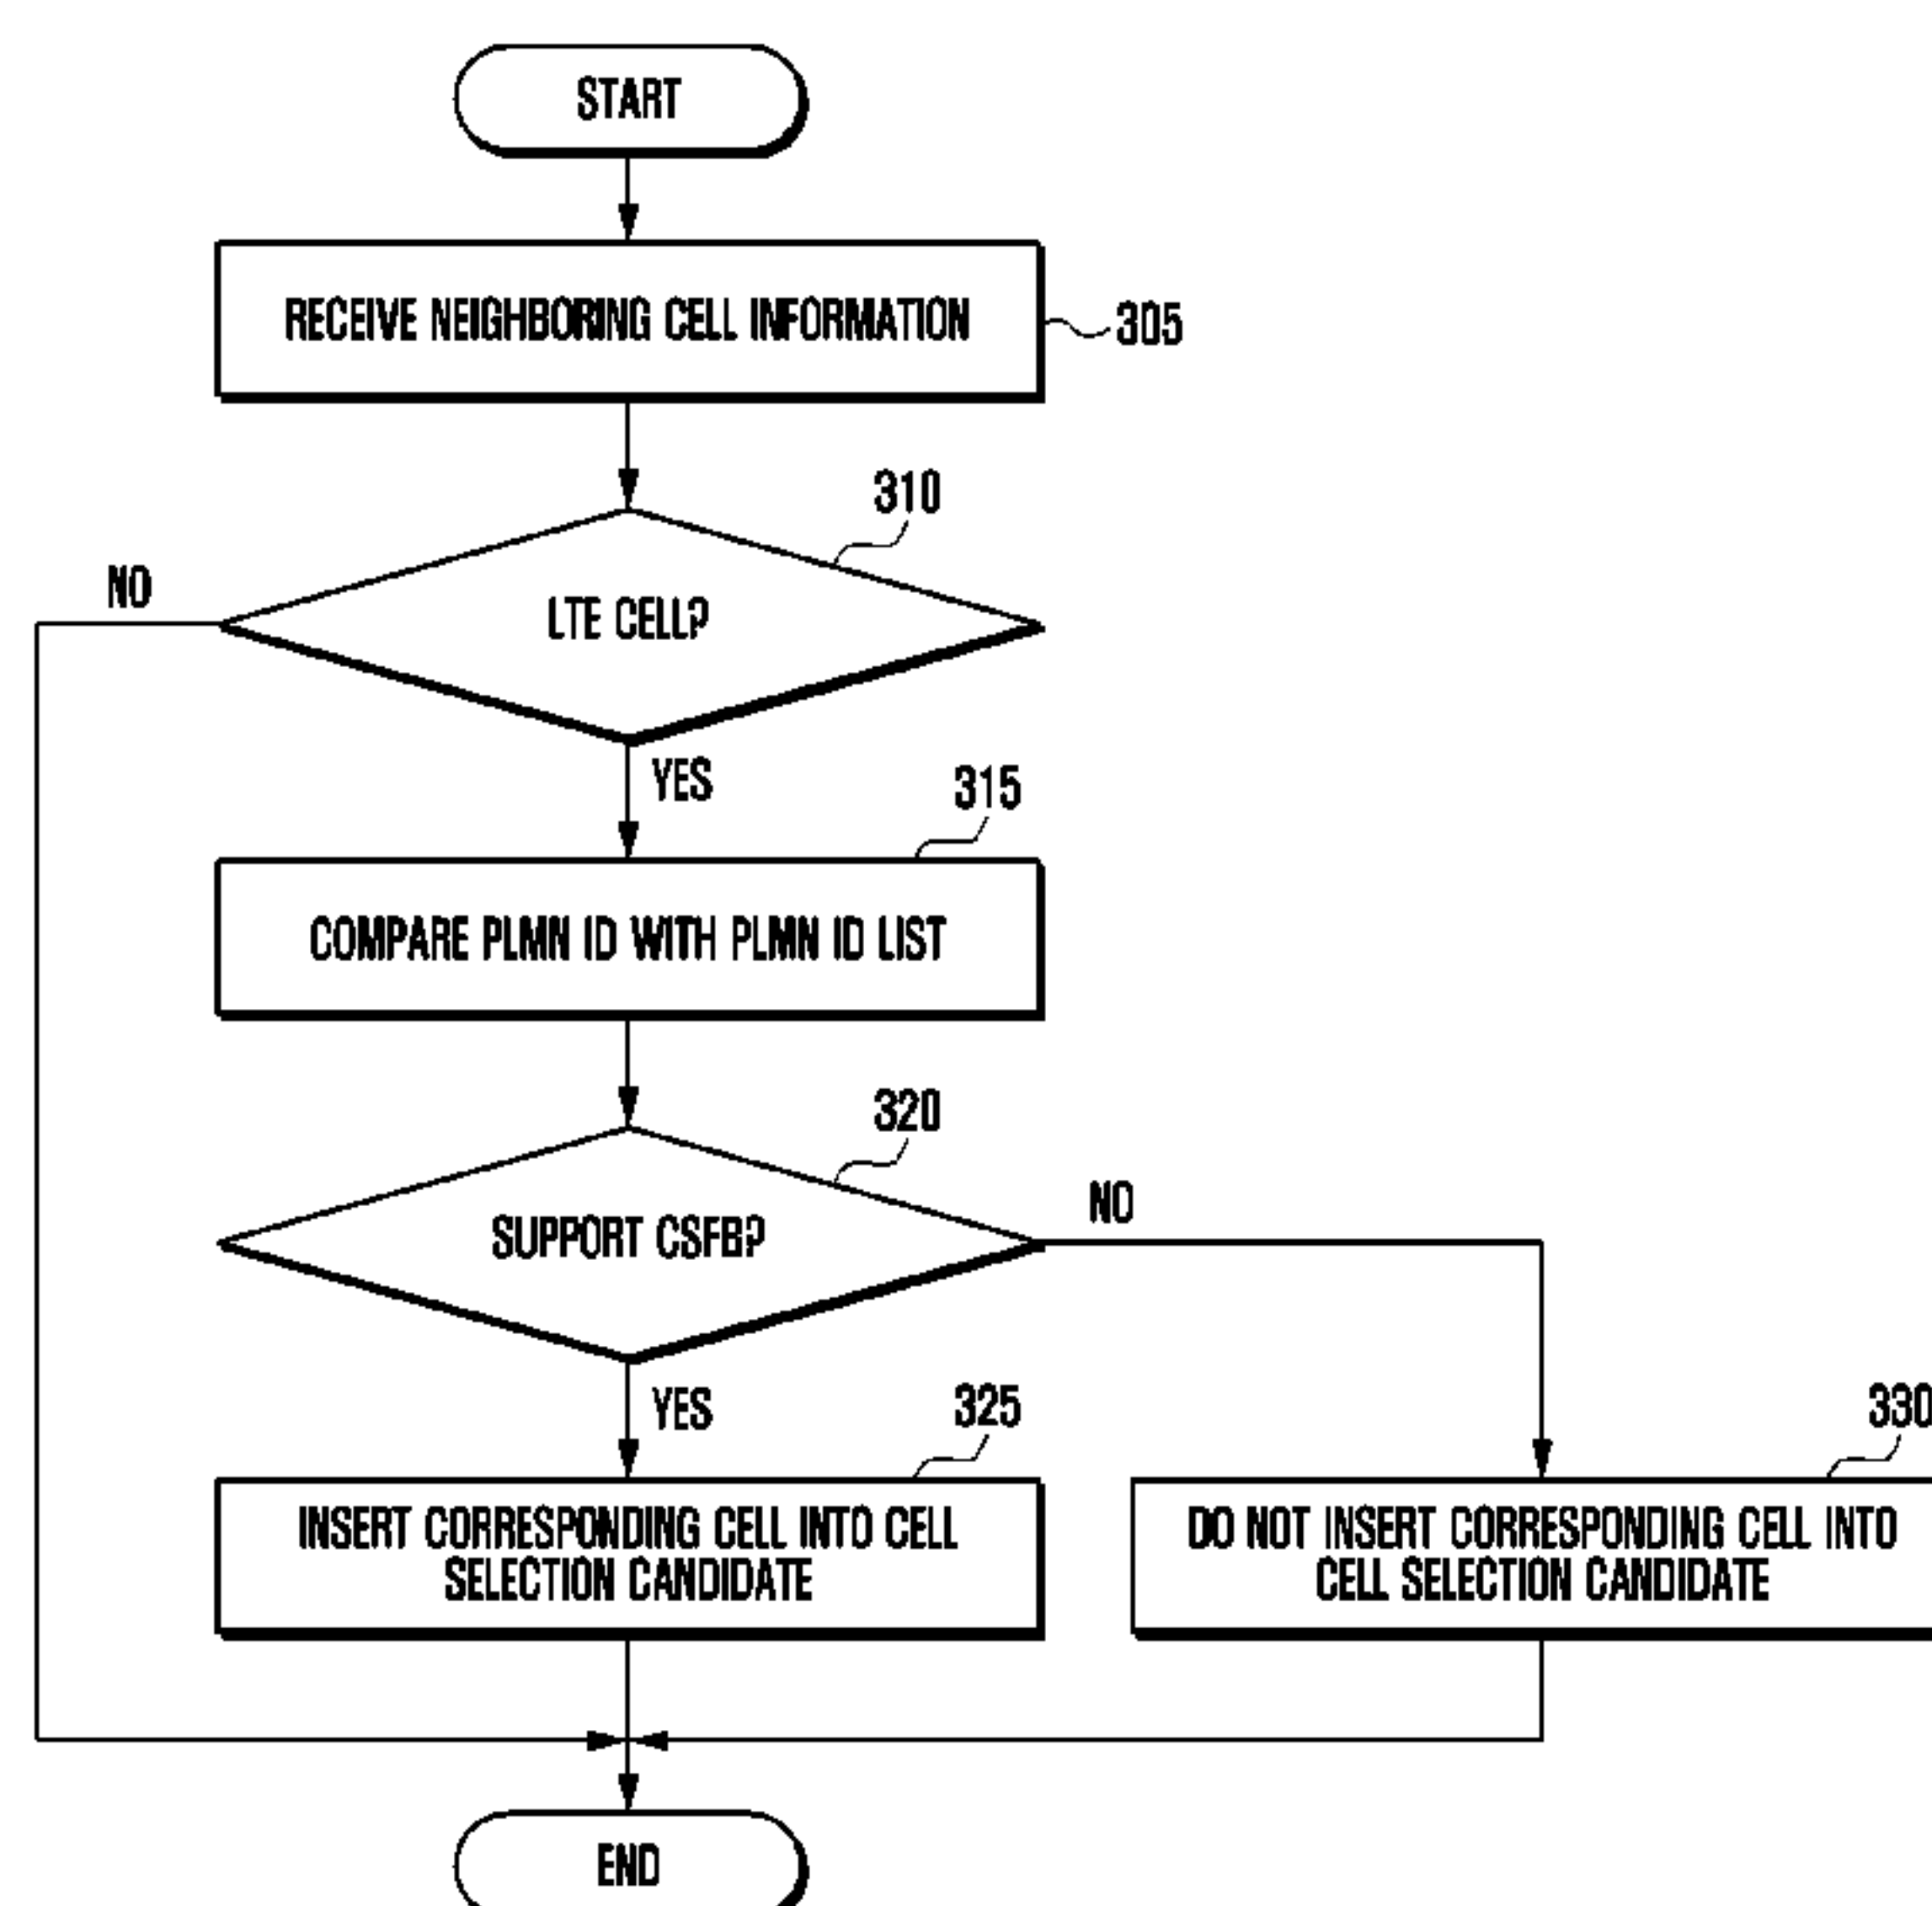 START
RECEIVE NEIGHBORING CELL INFORMATION
305
310
NO
LTE CELL?
YES
315
COMPARE PLMN ID WITH PLMN ID LIST
320
NO
SUPPORT CSFB?
YES
325
330
INSERT CORRESPONDING CELL INTO CELL
SELECTION CANDIDATE
DO NOT INSERT CORRESPONDING CELL INTO
CELL SELECTION CANDIDATE
END